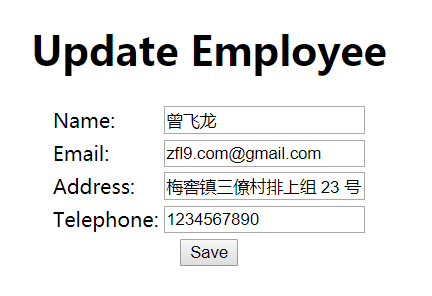 Update Employee
Name: 曾飞龙
Email: zfl9.com@gmail.com
Address: 梅窖镇三僚村排上组 23 号
Telephone: 1234567890
Save